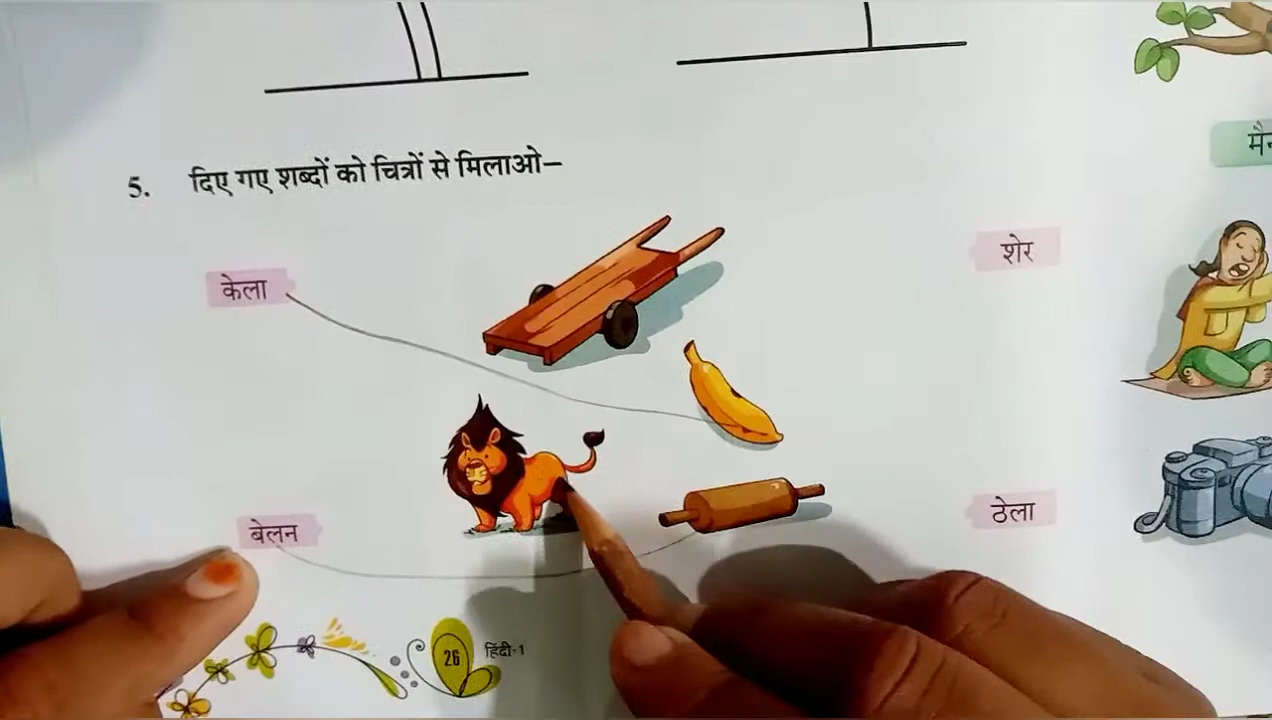 5. दिए गए शब्दों को चित्रों से मिलाओ–
केला
शेर
बेलन
ठेला
26 हिंदी-1